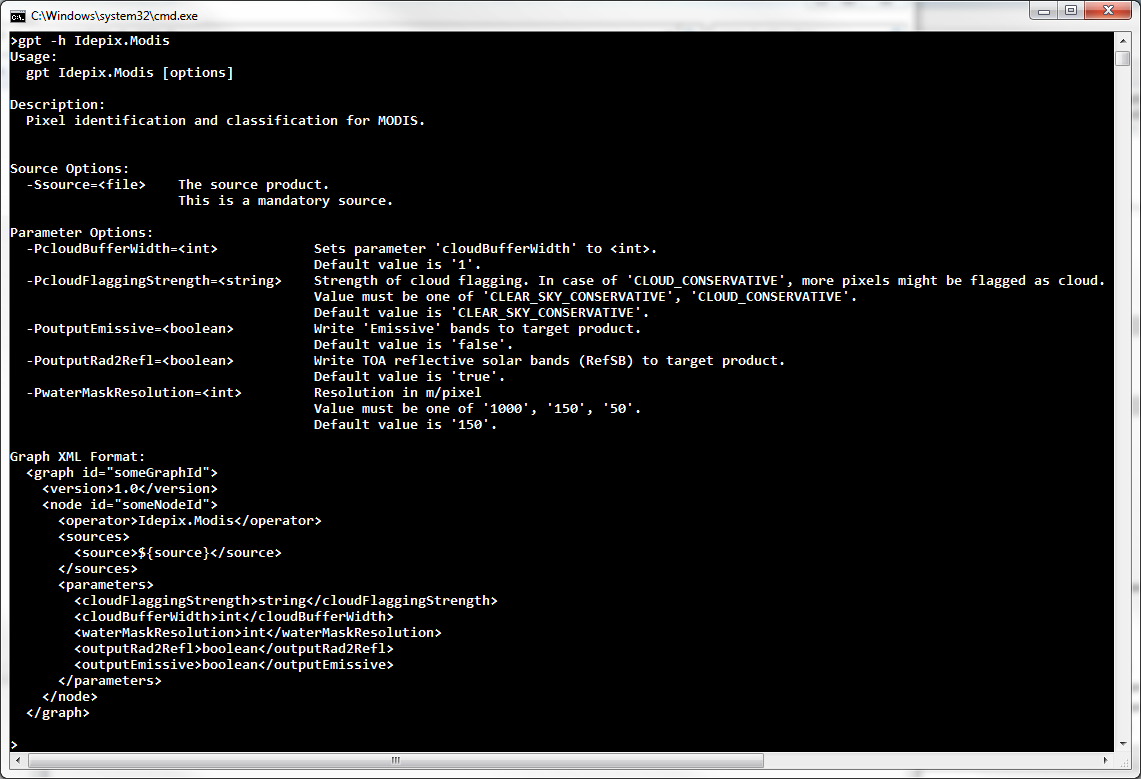 C:\Windows\system32\cmd.exe
>gpt -h Idepix.Modis
Usage:
  gpt Idepix.Modis [options]

Description:
  Pixel identification and classification for MODIS.


Source Options:
  -Ssource=<file>    The source product.
                     This is a mandatory source.

Parameter Options:
  -PcloudBufferWidth=<int>            Sets parameter 'cloudBufferWidth' to <int>.
                                      Default value is '1'.
  -PcloudFlaggingStrength=<string>    Strength of cloud flagging. In case of 'CLOUD_CONSERVATIVE', more pixels might be flagged as cloud.
                                      Value must be one of 'CLEAR_SKY_CONSERVATIVE', 'CLOUD_CONSERVATIVE'.
                                      Default value is 'CLEAR_SKY_CONSERVATIVE'.
  -PoutputEmissive=<boolean>          Write 'Emissive' bands to target product.
                                      Default value is 'false'.
  -PoutputRad2Refl=<boolean>          Write TOA reflective solar bands (RefSB) to target product.
                                      Default value is 'true'.
  -PwaterMaskResolution=<int>         Resolution in m/pixel
                                      Value must be one of '1000', '150', '50'.
                                      Default value is '150'.

Graph XML Format:
  <graph id="someGraphId">
    <version>1.0</version>
    <node id="someNodeId">
      <operator>Idepix.Modis</operator>
      <sources>
        <source>${source}</source>
      </sources>
      <parameters>
        <cloudFlaggingStrength>string</cloudFlaggingStrength>
        <cloudBufferWidth>int</cloudBufferWidth>
        <waterMaskResolution>int</waterMaskResolution>
        <outputRad2Refl>boolean</outputRad2Refl>
        <outputEmissive>boolean</outputEmissive>
      </parameters>
    </node>
  </graph>

>